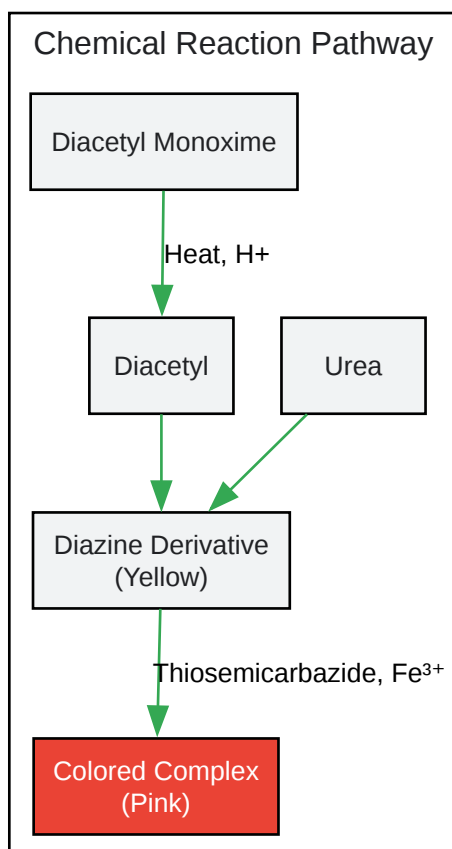 Chemical Reaction Pathway
Diacetyl Monoxime
Heat, H+
Diacetyl
Urea
Diazine Derivative
(Yellow)
Thiosemicarbazide, Fe³⁺
Colored Complex
(Pink)